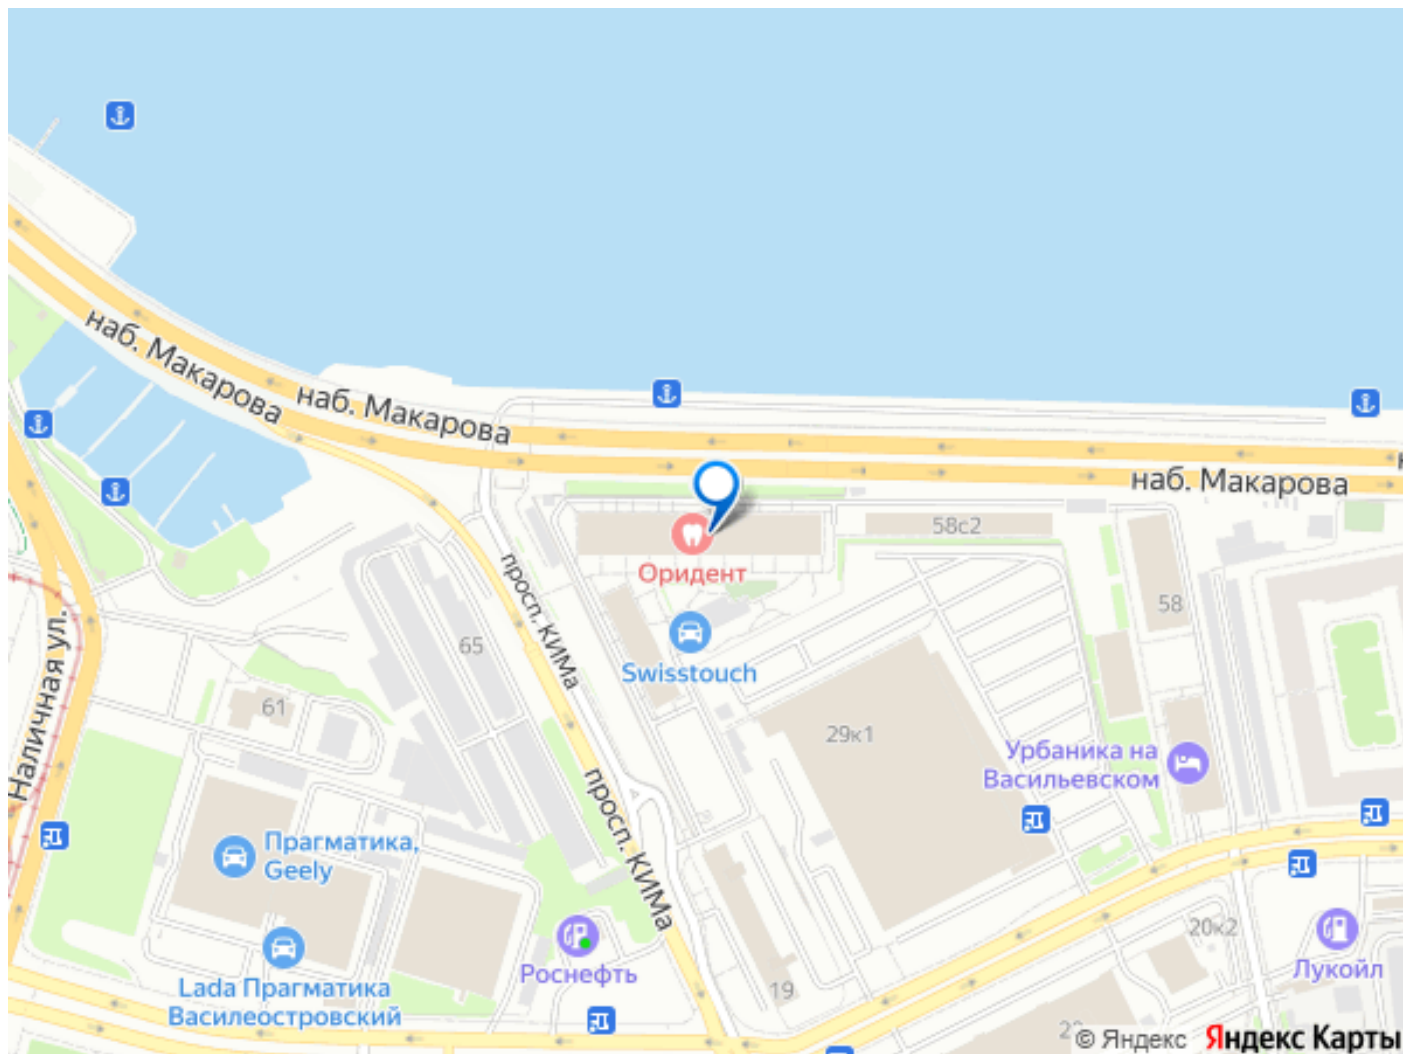 наб. Макарова
наб. Макарова
наб. Макарова
58с2
Оридент
просп. КИМа
58
65
Swisstouch
Наличная ул.
61
29к1
Урбаника на
Васильевском
просп. КИМа
Прагматика,
Geely
20к2
Роснефть
Лукойл
Lada Прагматика
Василеостровский
19
© Яндекс Яндекс Карты